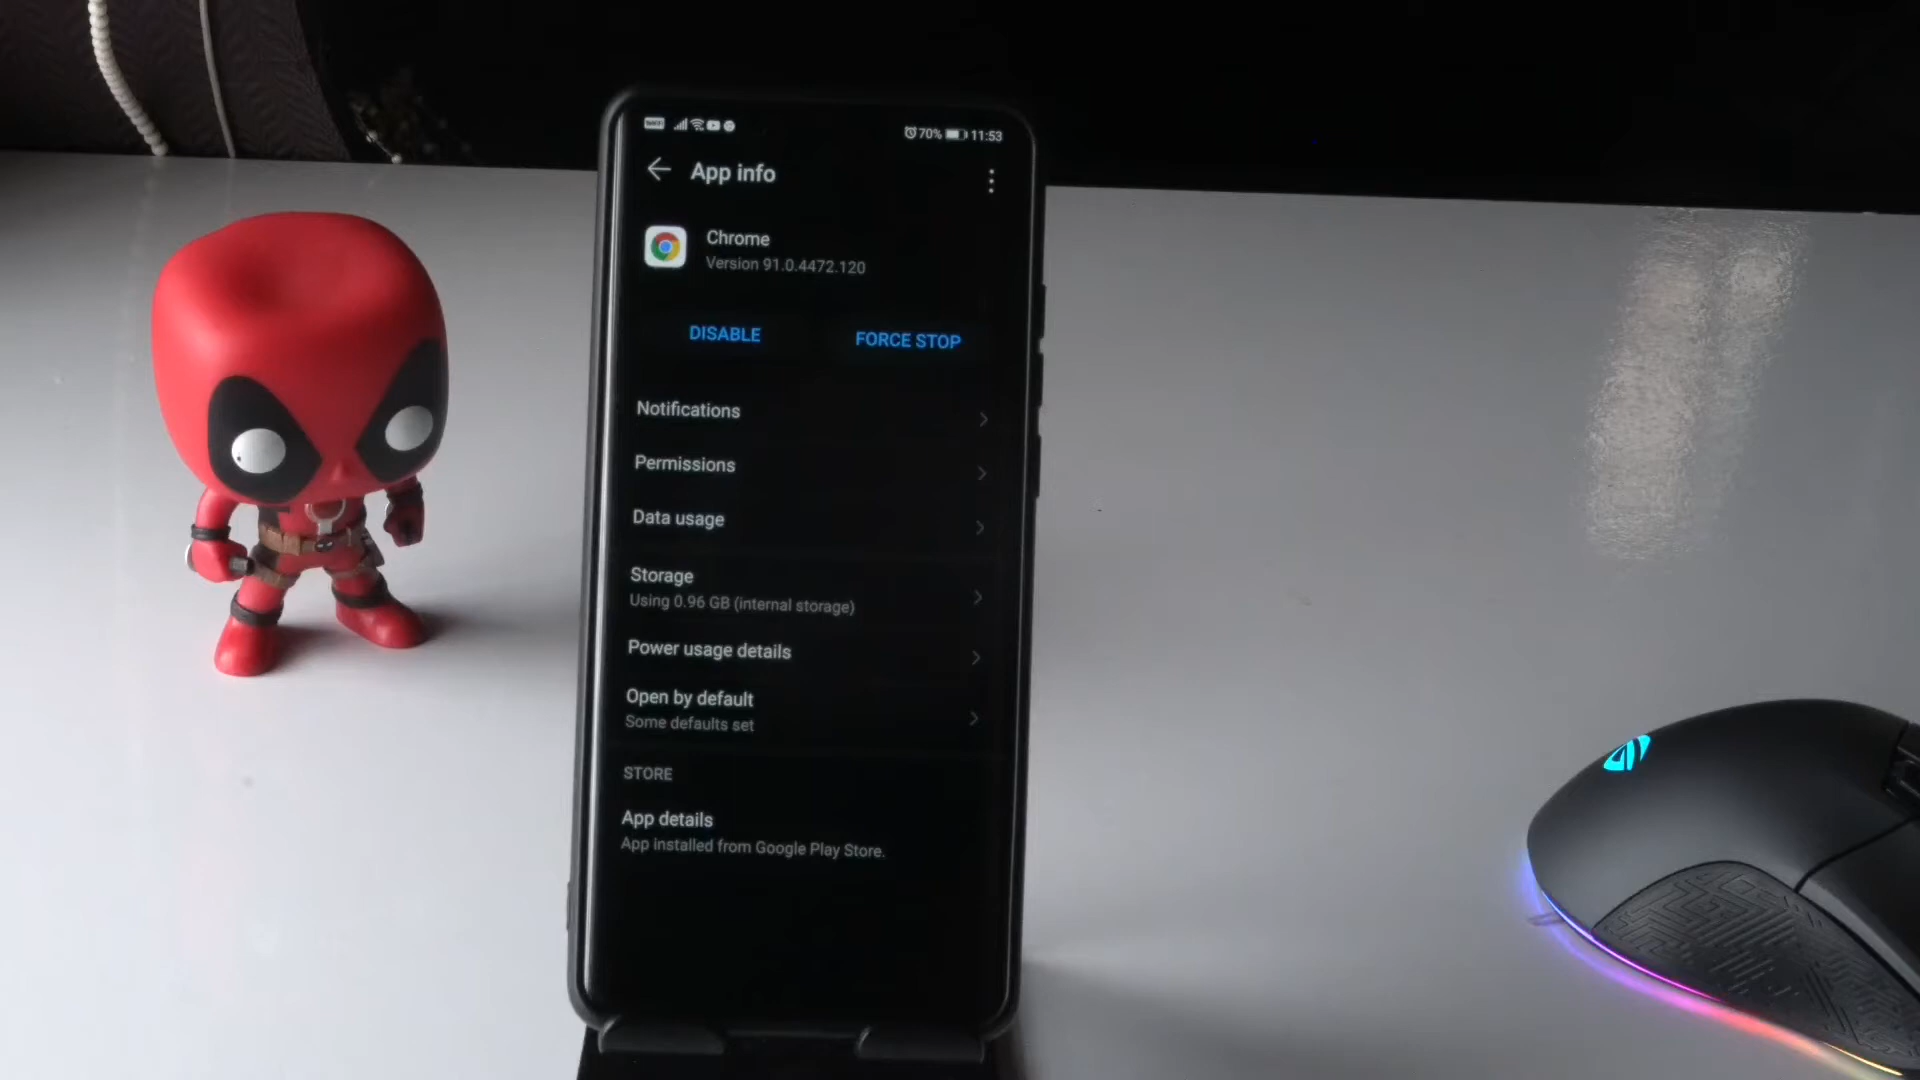 70% 11:53
App info
Chrome
Version 91.0.4472.120
DISABLE
FORCE STOP
Notifications
Permissions
Data usage
Storage
Using 0.96 GB (internal storage)
Power usage details
Open by default
Some defaults set
STORE
App details
App installed from Google Play Store.